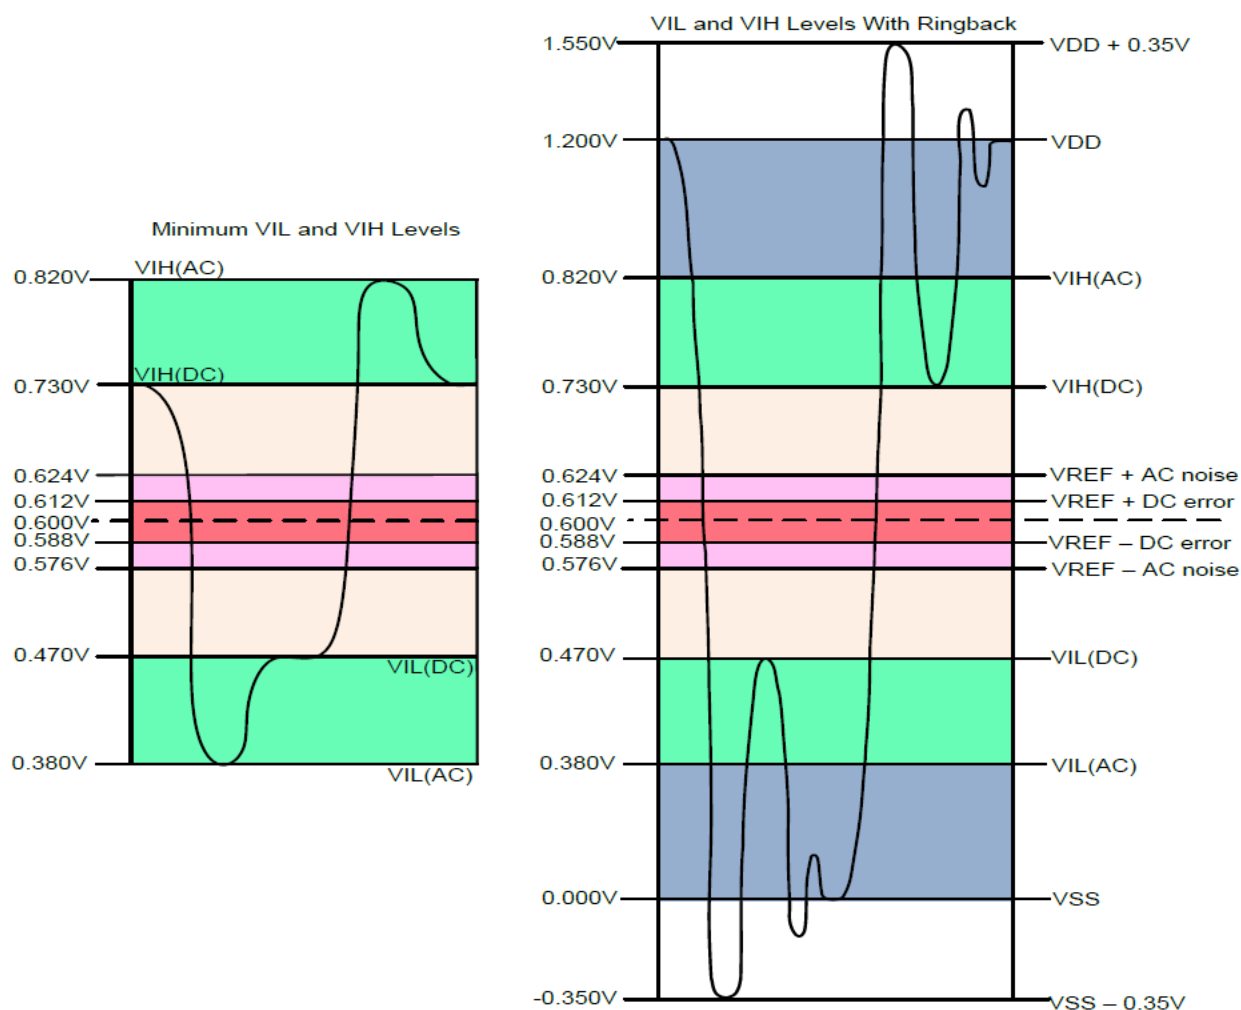 Minimum VIL and VIH Levels
0.820V
VIH(AC)
0.730V
VIH(DC)
0.624V
0.612V
0.600V
0.588V
0.576V
0.470V
VIL(DC)
0.380V
VIL(AC)
VIL and VIH Levels With Ringback
1.550V VDD + 0.35V
1.200V VDD
0.820V VIH(AC)
0.730V VIH(DC)
0.624V VREF + AC noise
0.612V VREF + DC error
0.600V
0.588V VREF – DC error
0.576V VREF – AC noise
0.470V VIL(DC)
0.380V VIL(AC)
0.000V VSS
-0.350V VSS – 0.35V